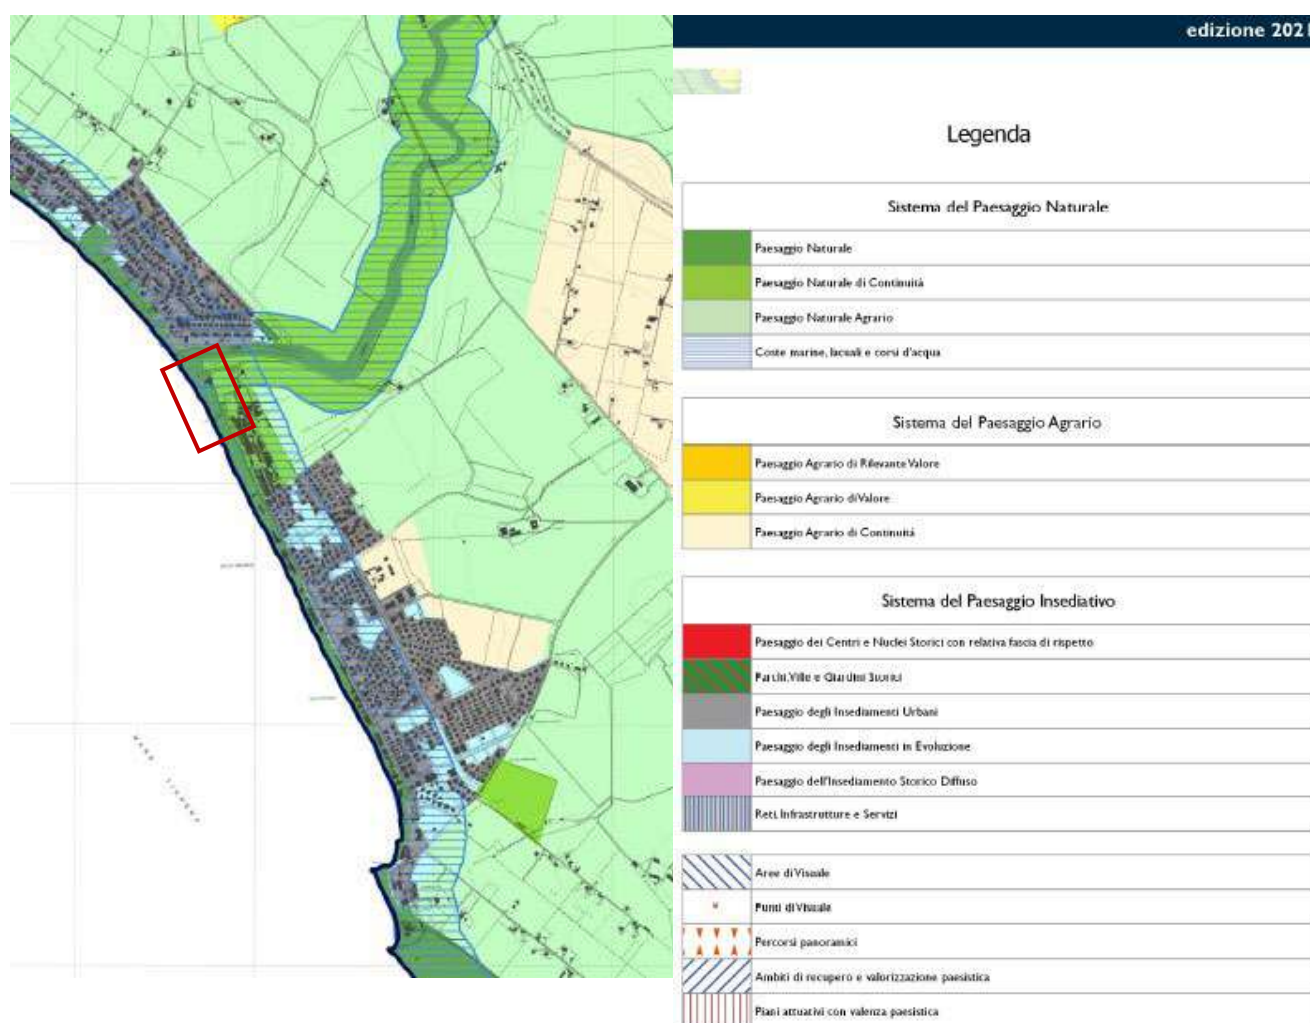 edizione 2021
Legenda
Sistema del Paesaggio Naturale
Paesaggio Naturale
Paesaggio Naturale di Continuità
Paesaggio Naturale Agrario
Coste marine, lacuali e corsi d'acqua
Sistema del Paesaggio Agrario
Paesaggio Agrario di Rilevante Valore
Paesaggio Agrario di Valore
Paesaggio Agrario di Continuità
Sistema del Paesaggio Insediativo
Paesaggio dei Centri e Nuclei Storici con relativa fascia di rispetto
Parchi, Ville e Giardini Storici
Paesaggio degli Insediamenti Urbani
Paesaggio degli Insediamenti in Evoluzione
Paesaggio dell'Insediamento Storico Diffuso
Reti, Infrastrutture e Servizi
Aree di Visuale
Punti di Visuale
Percorsi panoramici
Ambiti di recupero e valorizzazione paesistica
Piani attuativi con valenza paesistica